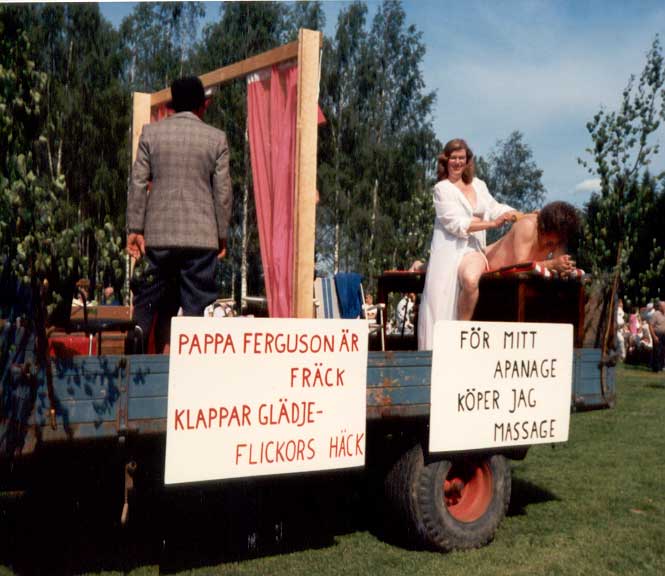 PAPPA FERGUSON ÄR
FRÄCK
KLAPPAR GLÄDJE-
FLICKORS HÄCK
FÖR MITT
APANAGE
KÖPER JAG
MASSAGE